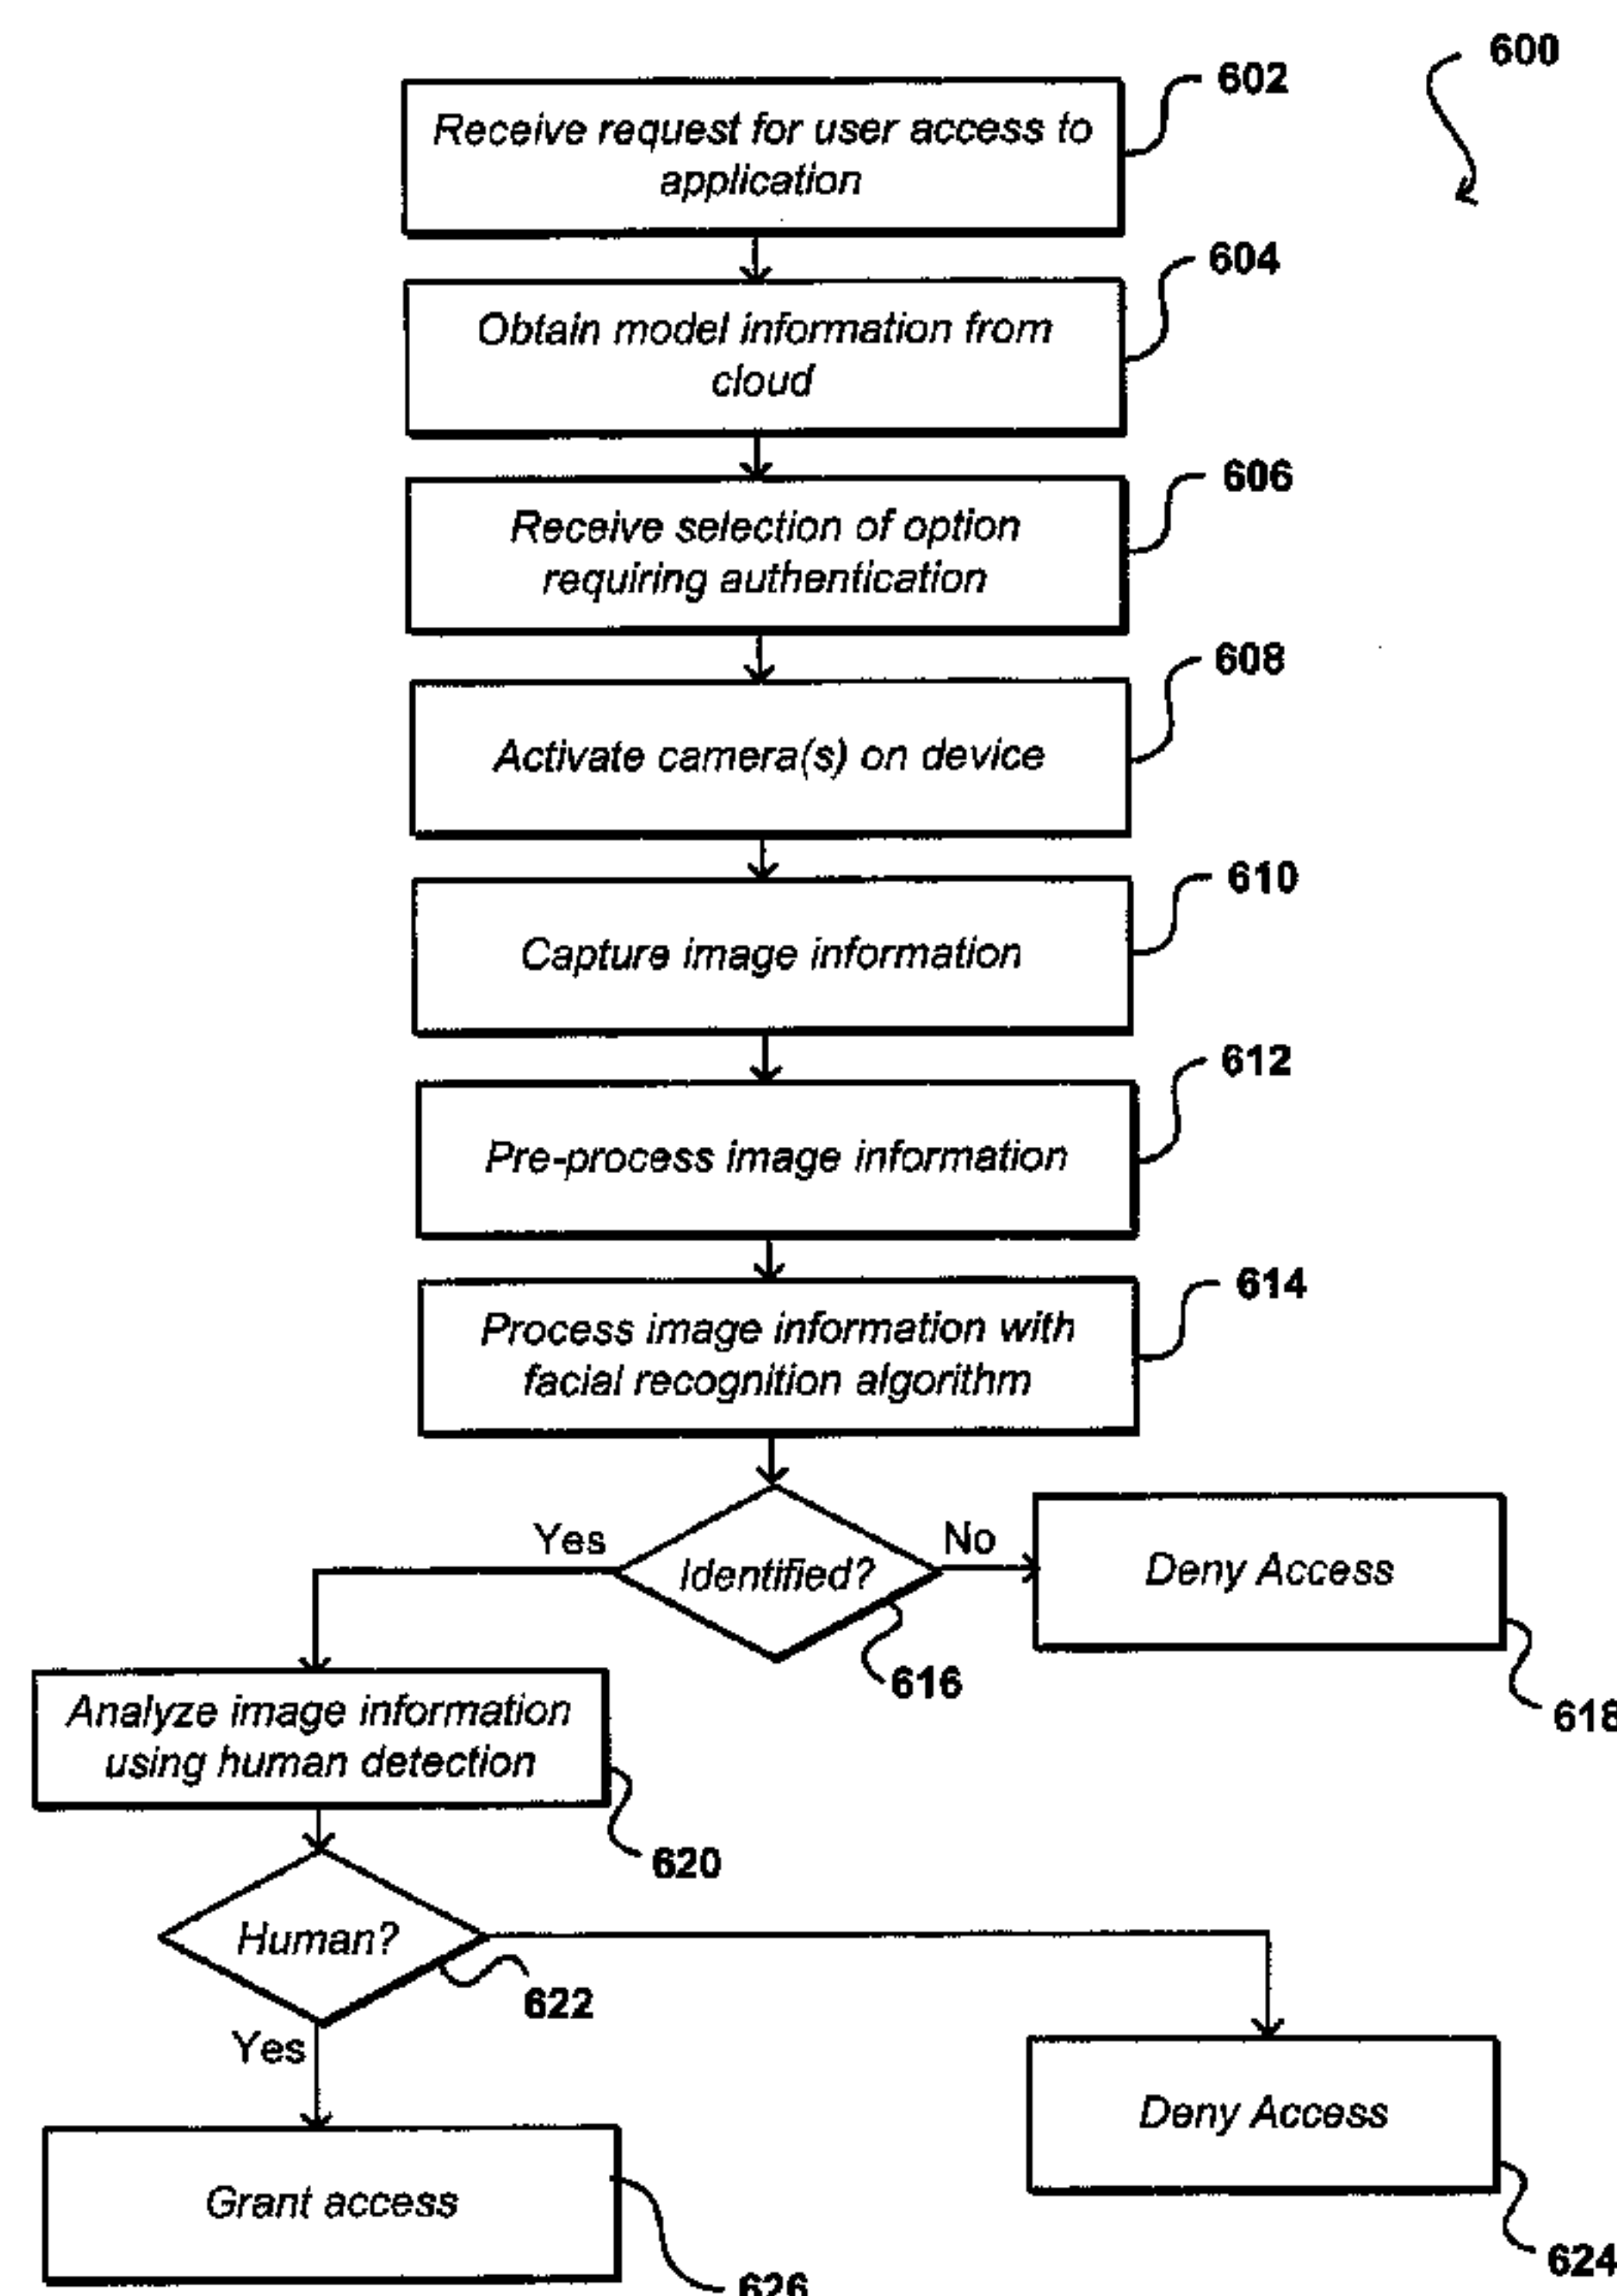 600
602
Receive request for user access to
application
604
Obtain model information from
cloud
606
Receive selection of option
requiring authentication
608
Activate camera(s) on device
610
Capture image information
612
Pre-process image information
614
Process image information with
facial recognition algorithm
Yes
Identified?
No
Deny Access
616
618
Analyze image information
using human detection
620
Human?
622
Yes
Deny Access
Grant access
624
626